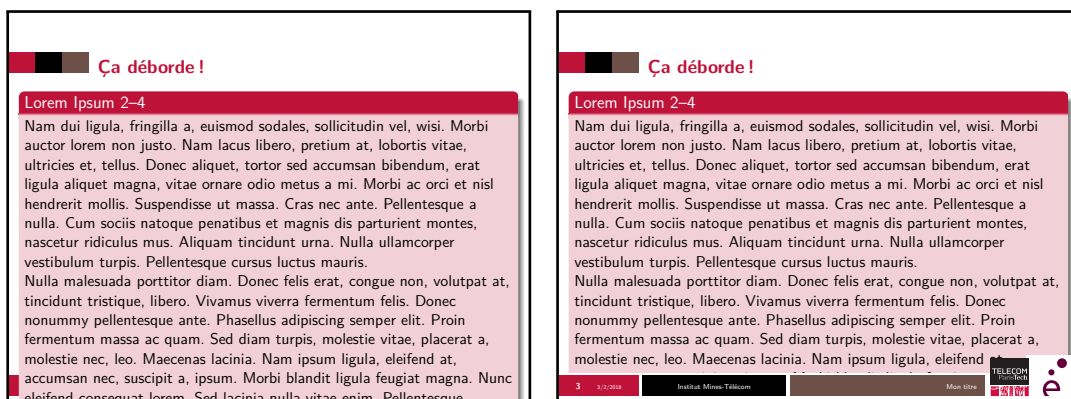 Ça déborde !
Lorem Ipsum 2–4
Nam dui ligula, fringilla a, euismod sodales, sollicitudin vel, wisi. Morbi
auctor lorem non justo. Nam lacus libero, pretium at, lobortis vitae,
ultricies et, tellus. Donec aliquet, tortor sed accumsan bibendum, erat
ligula aliquet magna, vitae ornare odio metus a mi. Morbi ac orci et nisl
hendrerit mollis. Suspendisse ut massa. Cras nec ante. Pellentesque a
nulla. Cum sociis natoque penatibus et magnis dis parturient montes,
nascetur ridiculus mus. Aliquam tincidunt urna. Nulla ullamcorper
vestibulum turpis. Pellentesque cursus luctus mauris.
Nulla malesuada porttitor diam. Donec felis erat, congue non, volutpat at,
tincidunt tristique, libero. Vivamus viverra fermentum felis. Donec
nonummy pellentesque ante. Phasellus adipiscing semper elit. Proin
fermentum massa ac quam. Sed diam turpis, molestie vitae, placerat a,
molestie nec, leo. Maecenas lacinia. Nam ipsum ligula, eleifend at,
accumsan nec, suscipit a, ipsum. Morbi blandit ligula feugiat magna. Nunc
eleifend consequat lorem. Sed lacinia nulla vitae enim. Pellentesque
Ça déborde !
Lorem Ipsum 2–4
Nam dui ligula, fringilla a, euismod sodales, sollicitudin vel, wisi. Morbi
auctor lorem non justo. Nam lacus libero, pretium at, lobortis vitae,
ultricies et, tellus. Donec aliquet, tortor sed accumsan bibendum, erat
ligula aliquet magna, vitae ornare odio metus a mi. Morbi ac orci et nisl
hendrerit mollis. Suspendisse ut massa. Cras nec ante. Pellentesque a
nulla. Cum sociis natoque penatibus et magnis dis parturient montes,
nascetur ridiculus mus. Aliquam tincidunt urna. Nulla ullamcorper
vestibulum turpis. Pellentesque cursus luctus mauris.
Nulla malesuada porttitor diam. Donec felis erat, congue non, volutpat at,
tincidunt tristique, libero. Vivamus viverra fermentum felis. Donec
nonummy pellentesque ante. Phasellus adipiscing semper elit. Proin
fermentum massa ac quam. Sed diam turpis, molestie vitae, placerat a,
molestie nec, leo. Maecenas lacinia. Nam ipsum ligula, eleifend
3 3/2/2018 Institut Mines-Télécom Mon titre
TELECOM
ParisTech